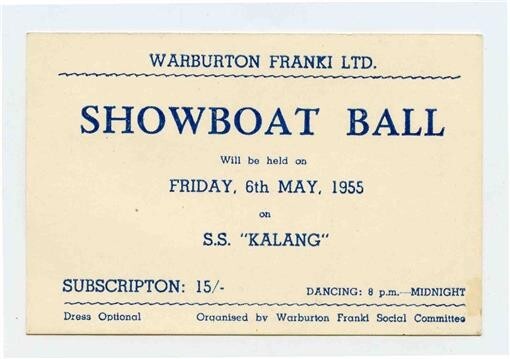 WARBURTON FRANKI LTD.
SHOWBOAT BALL
Will be held on
FRIDAY, 6th MAY, 1955
on
S.S. "KALANG"
SUBSCRIPTON: 15/- DANCING: 8 p.m.—MIDNIGHT
Dress Optional Organised by Warburton Franki Social Committee